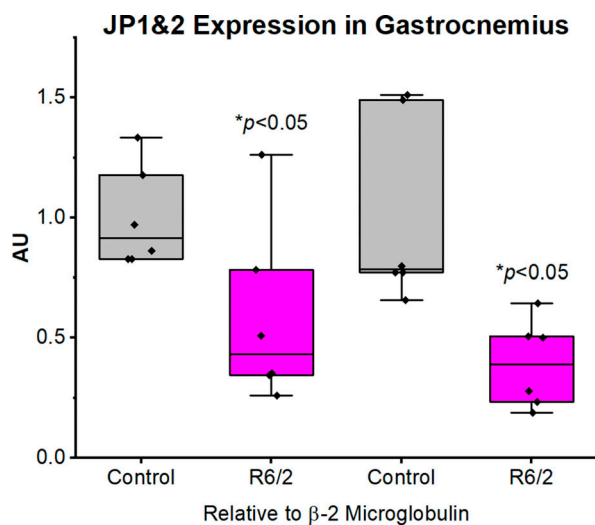 JP1&2 Expression in Gastrocnemius
AU
1.5
1.0
0.5
0.0
*p<0.05
*p<0.05
Control R6/2 Control R6/2
Relative to β-2 Microglobulin